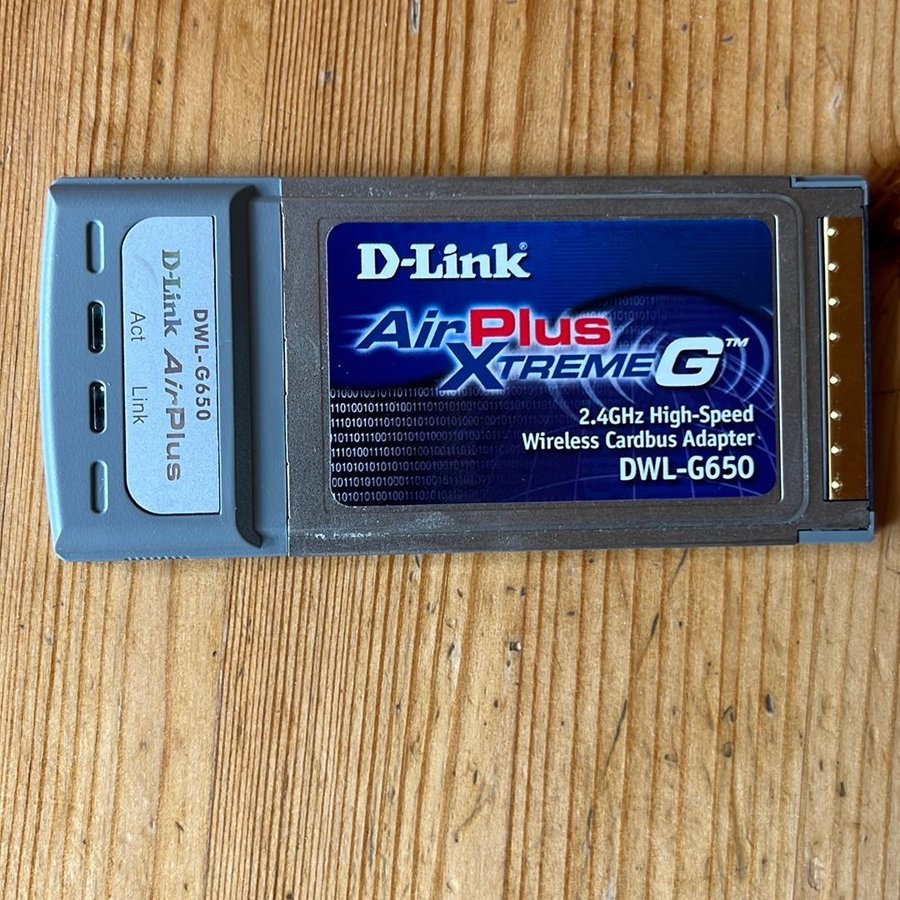 DWL-G650
D-Link AirPlus
Act Link
D-Link®
AirPlus
XTREME G™
2.4GHz High-Speed
Wireless Cardbus Adapter
DWL-G650